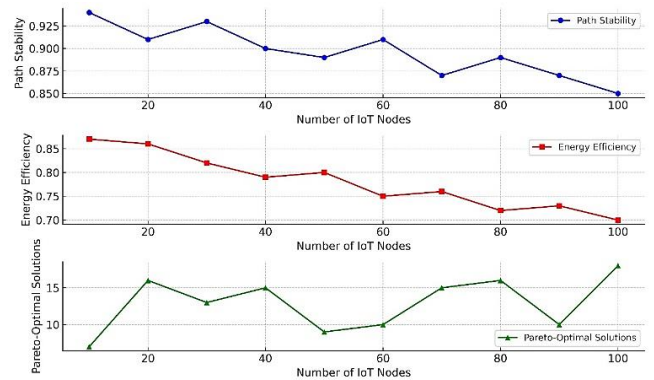 Path Stability
0.925
0.900
0.875
0.850
Path Stability
20 40 60 80 100
Number of IoT Nodes
Energy Efficiency
0.85
0.80
0.75
0.70
Energy Efficiency
20 40 60 80 100
Number of IoT Nodes
Pareto-Optimal Solutions
15
10
Pareto-Optimal Solutions
20 40 60 80 100
Number of IoT Nodes